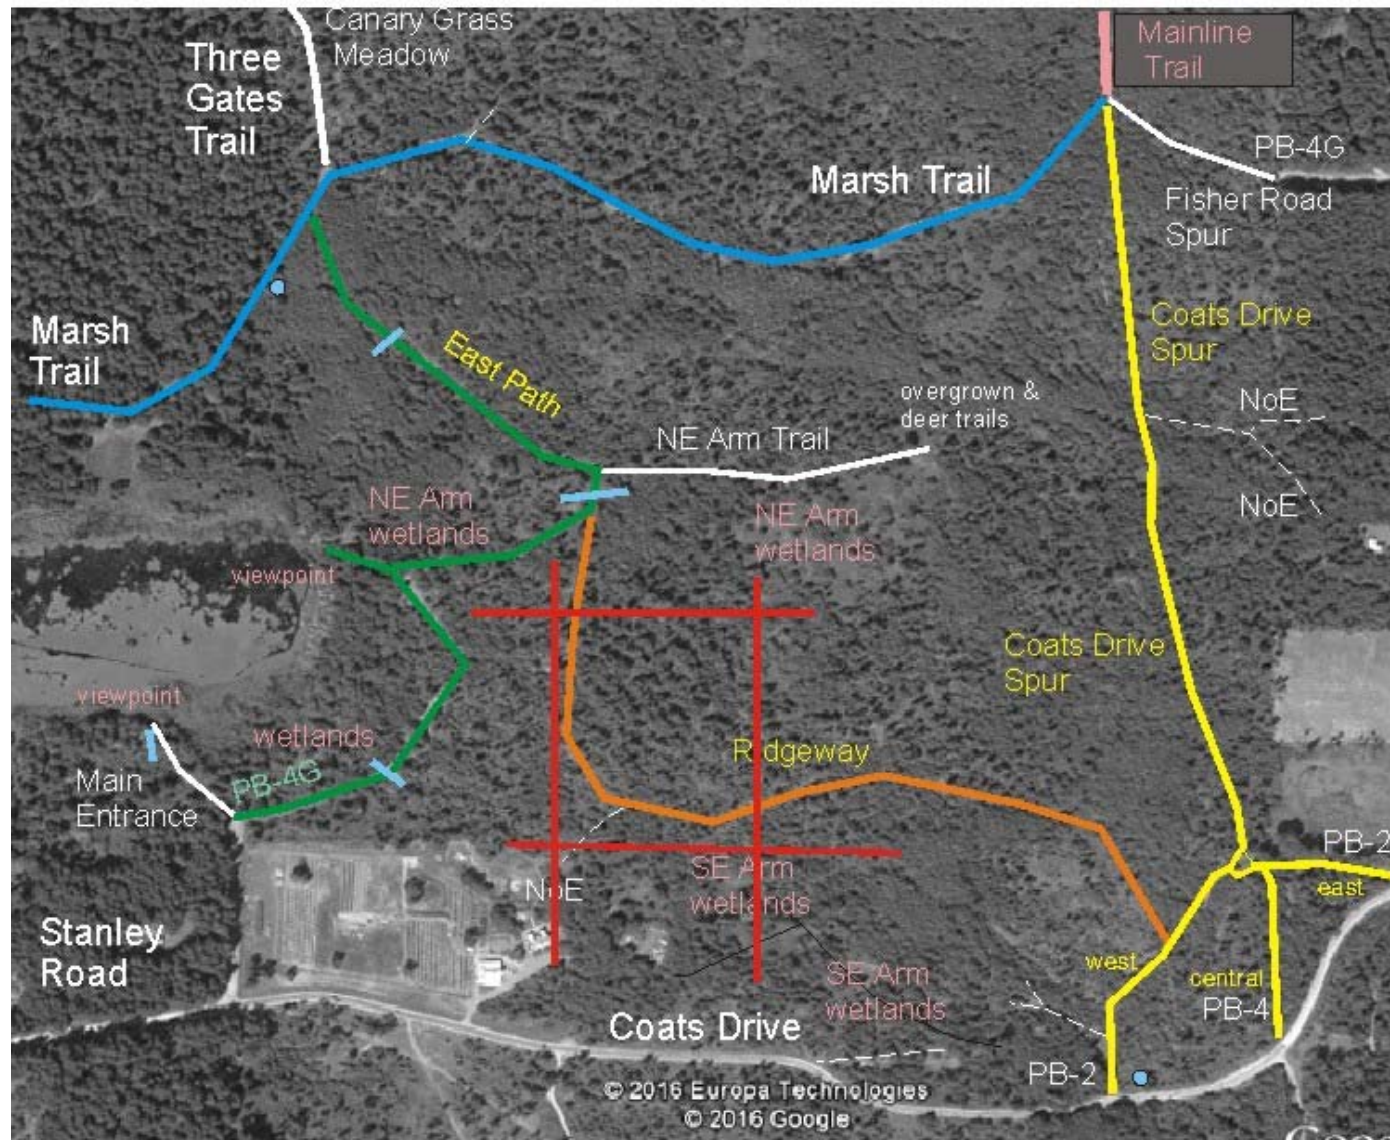 Canary Grass
Meadow
Three
Gates
Trail
Mainline
Trail
PB-4G
Marsh Trail
Fisher Road
Spur
Marsh
Trail
Coats Drive
Spur
East Path
overgrown &
deer trails
NoE
NE Arm Trail
NE Arm
wetlands
NE Arm
wetlands
NoE
viewpoint
Coats Drive
Spur
viewpoint
wetlands
Ridgeway
PB-4G
Main
Entrance
PB-2
east
SE Arm
wetlands
NoE
Stanley
Road
west
central
PB-4
SE Arm
wetlands
Coats Drive
PB-2
© 2016 Europa Technologies
© 2016 Google